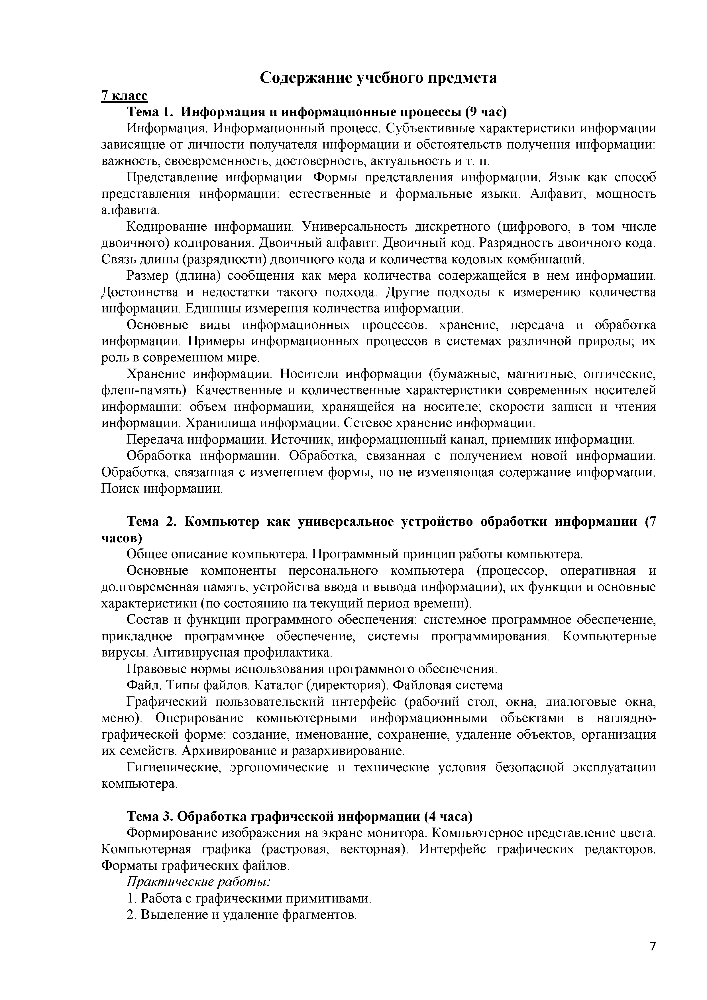 Содержание учебного предмета
7 класс
Тема 1.  Информация и информационные процессы (9 час)
Информация. Информационный процесс. Субъективные характеристики информации
зависящие от личности получателя информации и обстоятельств получения информации:
важность, своевременность, достоверность, актуальность и т. п.
Представление информации. Формы представления информации. Язык как способ
представления информации: естественные и формальные языки. Алфавит, мощность
алфавита.
Кодирование информации. Универсальность дискретного (цифрового, в том числе
двоичного) кодирования. Двоичный алфавит. Двоичный код. Разрядность двоичного кода.
Связь длины (разрядности) двоичного кода и количества кодовых комбинаций.
Размер (длина) сообщения как мера количества содержащейся в нем информации.
Достоинства и недостатки такого подхода. Другие подходы к измерению количества
информации. Единицы измерения количества информации.
Основные виды информационных процессов: хранение, передача и обработка
информации. Примеры информационных процессов в системах различной природы; их
роль в современном мире.
Хранение информации. Носители информации (бумажные, магнитные, оптические,
флеш-память). Качественные и количественные характеристики современных носителей
информации: объем информации, хранящейся на носителе; скорости записи и чтения
информации. Хранилища информации. Сетевое хранение информации.
Передача информации. Источник, информационный канал, приемник информации.
Обработка информации. Обработка, связанная с получением новой информации.
Обработка, связанная с изменением формы, но не изменяющая содержание информации.
Поиск информации.
Тема 2. Компьютер как универсальное устройство обработки информации (7
часов)
Общее описание компьютера. Программный принцип работы компьютера.
Основные компоненты персонального компьютера (процессор, оперативная и
долговременная память, устройства ввода и вывода информации), их функции и основные
характеристики (по состоянию на текущий период времени).
Состав и функции программного обеспечения: системное программное обеспечение,
прикладное программное обеспечение, системы программирования. Компьютерные
вирусы. Антивирусная профилактика.
Правовые нормы использования программного обеспечения.
Файл. Типы файлов. Каталог (директория). Файловая система.
Графический пользовательский интерфейс (рабочий стол, окна, диалоговые окна,
меню). Оперирование компьютерными информационными объектами в наглядно-
графической форме: создание, именование, сохранение, удаление объектов, организация
их семейств. Архивирование и разархивирование.
Гигиенические, эргономические и технические условия безопасной эксплуатации
компьютера.
Тема 3. Обработка графической информации (4 часа)
Формирование изображения на экране монитора. Компьютерное представление цвета.
Компьютерная графика (растровая, векторная). Интерфейс графических редакторов.
Форматы графических файлов.
Практические работы:
1. Работа с графическими примитивами.
2. Выделение и удаление фрагментов.
7